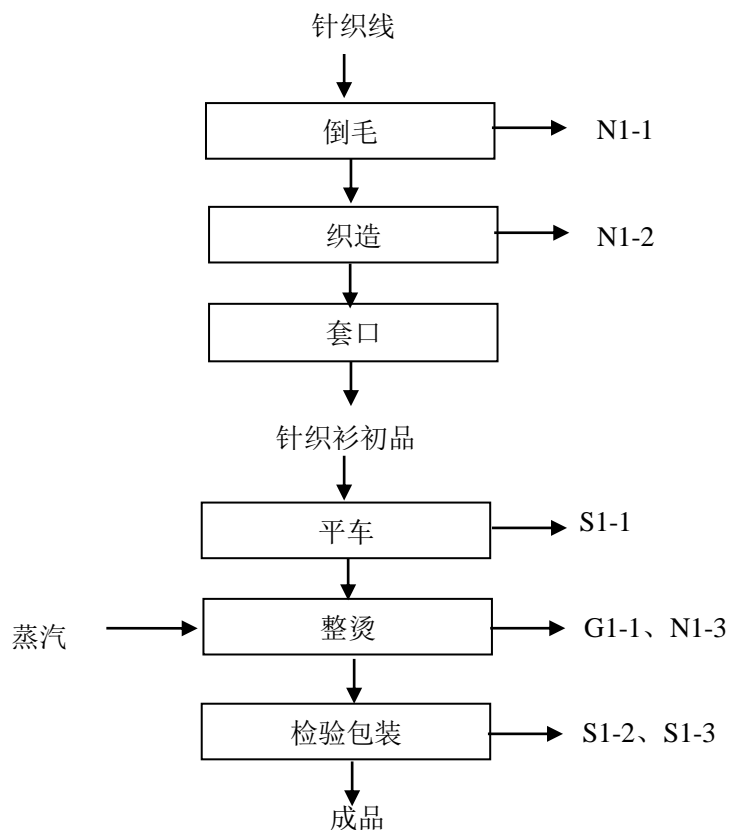 针织线
倒毛
N1-1
织造
N1-2
套口
针织衫初品
平车
S1-1
蒸汽
整烫
G1-1、N1-3
检验包装
S1-2、S1-3
成品